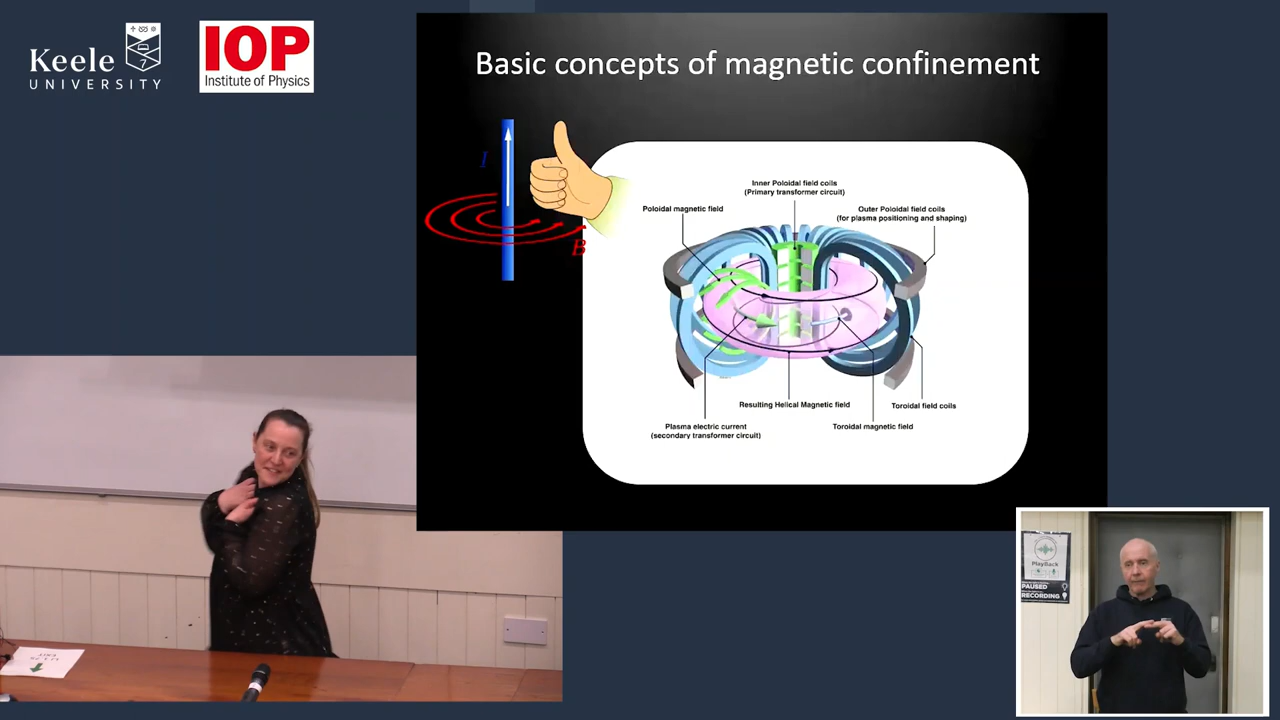 Keele
UNIVERSITY
IOP
Institute of Physics
Basic concepts of magnetic confinement
I
B
Inner Poloidal field coils
(Primary transformer circuit)
Poloidal magnetic field
Outer Poloidal field coils
(for plasma positioning and shaping)
Resulting Helical Magnetic field
Toroidal field coils
Plasma electric current
(secondary transformer circuit)
Toroidal magnetic field
PlayBack
PAUSED
RECORDING